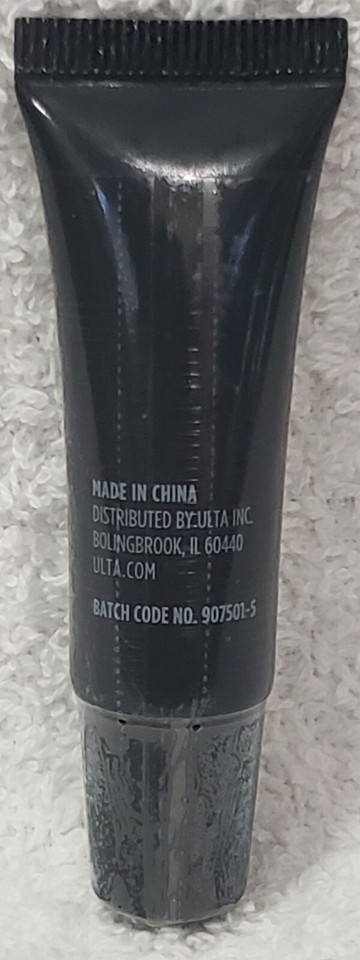 MADE IN CHINA
DISTRIBUTED BY:ULTA INC.
BOLINGBROOK, IL 60440
ULTA.COM
BATCH CODE NO. 907501-5